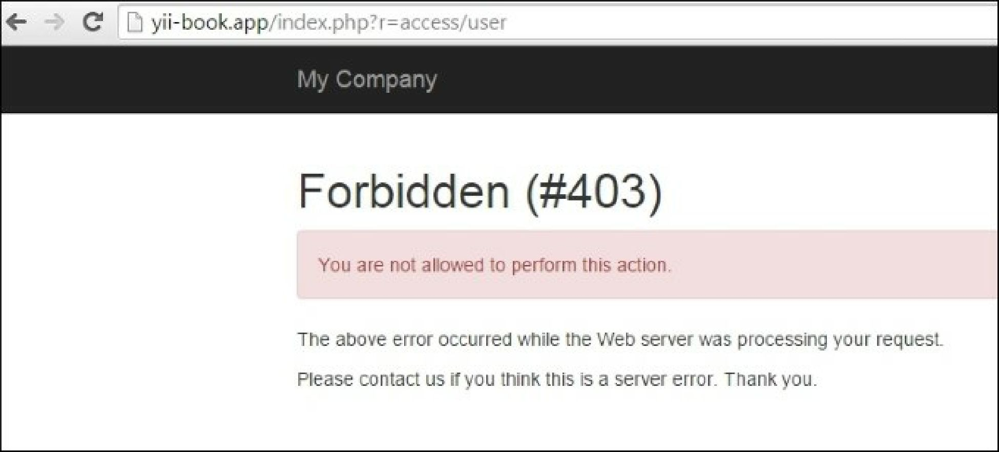 yii-book.app/index.php?r=access/user
My Company
Forbidden (#403)
You are not allowed to perform this action.
The above error occurred while the Web server was processing your request.
Please contact us if you think this is a server error. Thank you.